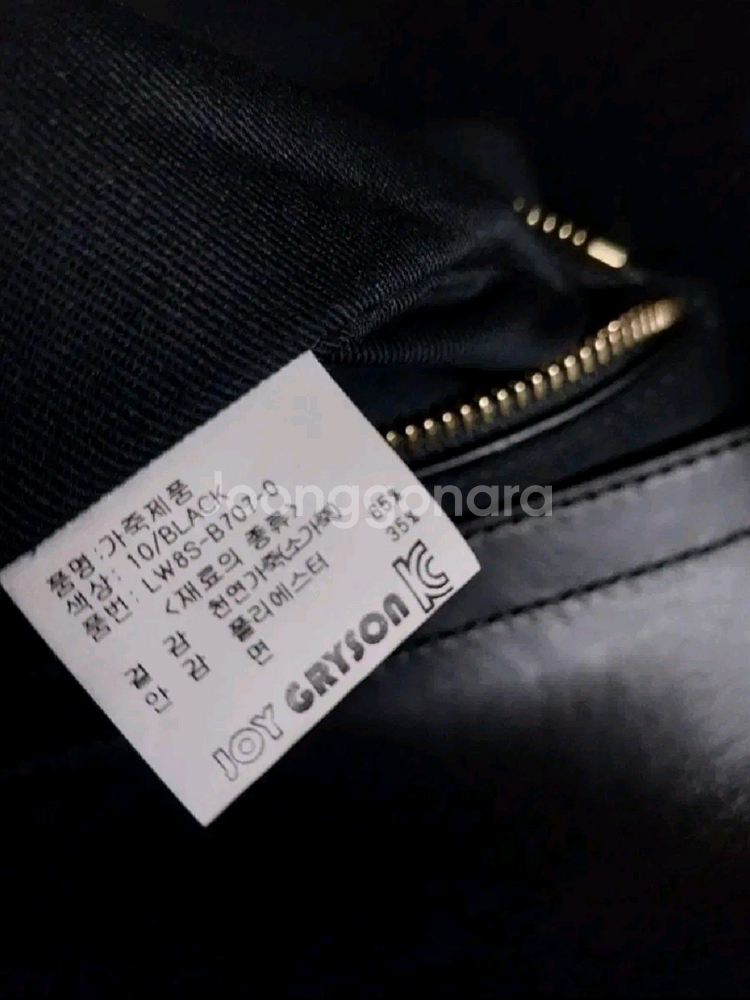 품명:가죽제품
색상: 10/BLACK
품번: LW8S-B707-0
<재료의 종류>
겉감 천연가죽(소가죽)
안감 폴리에스터 65%
면 35%
JOY GRYSON
Joonggonara